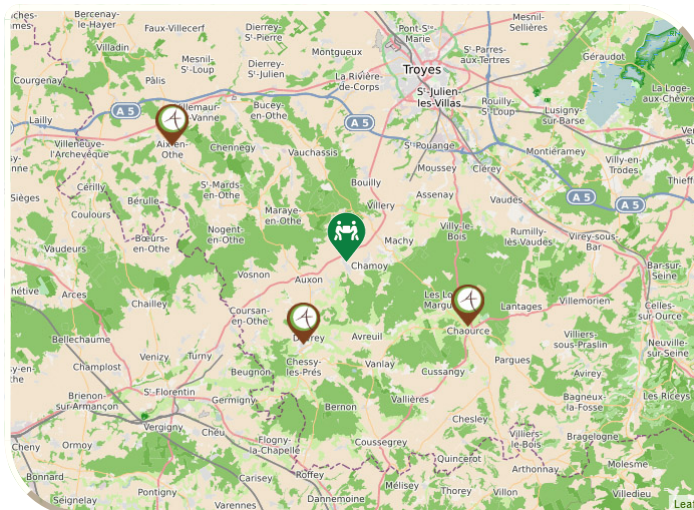 Bercenay-
le-Hayer
Faux-Villecerf
Dierrey-
St-Pierre
Pont-Ste
Marie
Mesnil-
Sellières
Villadin
Montgueux
St-Parres-
aux-Tertres
Géraudot
Courgenay
Pâlis
Mesnil-
St-Loup
Dierrey-
St-Julien
La Rivière-
de-Corps
Troyes
La Loge-
aux-Chèvre
Lailly
A 5
Bucey-
en-Othe
A 5
St-Julien-
les-Villas
Rouilly-
St-Loup
Lusigny-
sur-Barse
Villeneuve-
l'Archevêque
Aix-en-
Othe
Chennegy
Vauchassis
St-Pouange
Moussey
Clérey
Montiéramey
Villy-en-
Trodes
Thieff
Cérilly
Bérulle
St-Mards-
en-Othe
Bouilly
Assenay
Vaudes
A 5
A 5
Sièges
Coulours
Maraye-
en-Othe
Villery
Vaudeurs
Bœurs-
en-Othe
Nogent-
en-Othe
Machy
Villy-le-
Bois
Rumilly-
lès-Vaudes
Virey-sous-
Bar
Bar-sur-
Seine
Arces
Vosnon
Auxon
Chamoy
Chailley
Coursan-
en-Othe
Lantages
Villemorien
Celles-
sur-Ource
Bellechaume
Avreuil
Chaource
Villiers-
sous-Praslin
Neuville-
sur-Seine
Champlost
Venizy
Turny
Beugnon
Chessy-
les-Prés
Vanlay
Cussangy
Pargues
Avirey
Brienon-
sur-Armançon
St-Florentin
Germigny
Bernon
Vallières
Bagneux-
la-Fosse
Les Riceys
Vergigny
Chéu
Chesley
Cheny
Ormoy
Flogny-
la-Chapelle
Coussegrey
Villiers-
le-Bois
Bragelogne
Bonnard
Quincerot
Arthonnay
Molesme
Pontigny
Carisey
Roffey
Mélisey
Thorey
Villon
Villedieu
Seignelay
Varennes
Dannemoine
Leaf